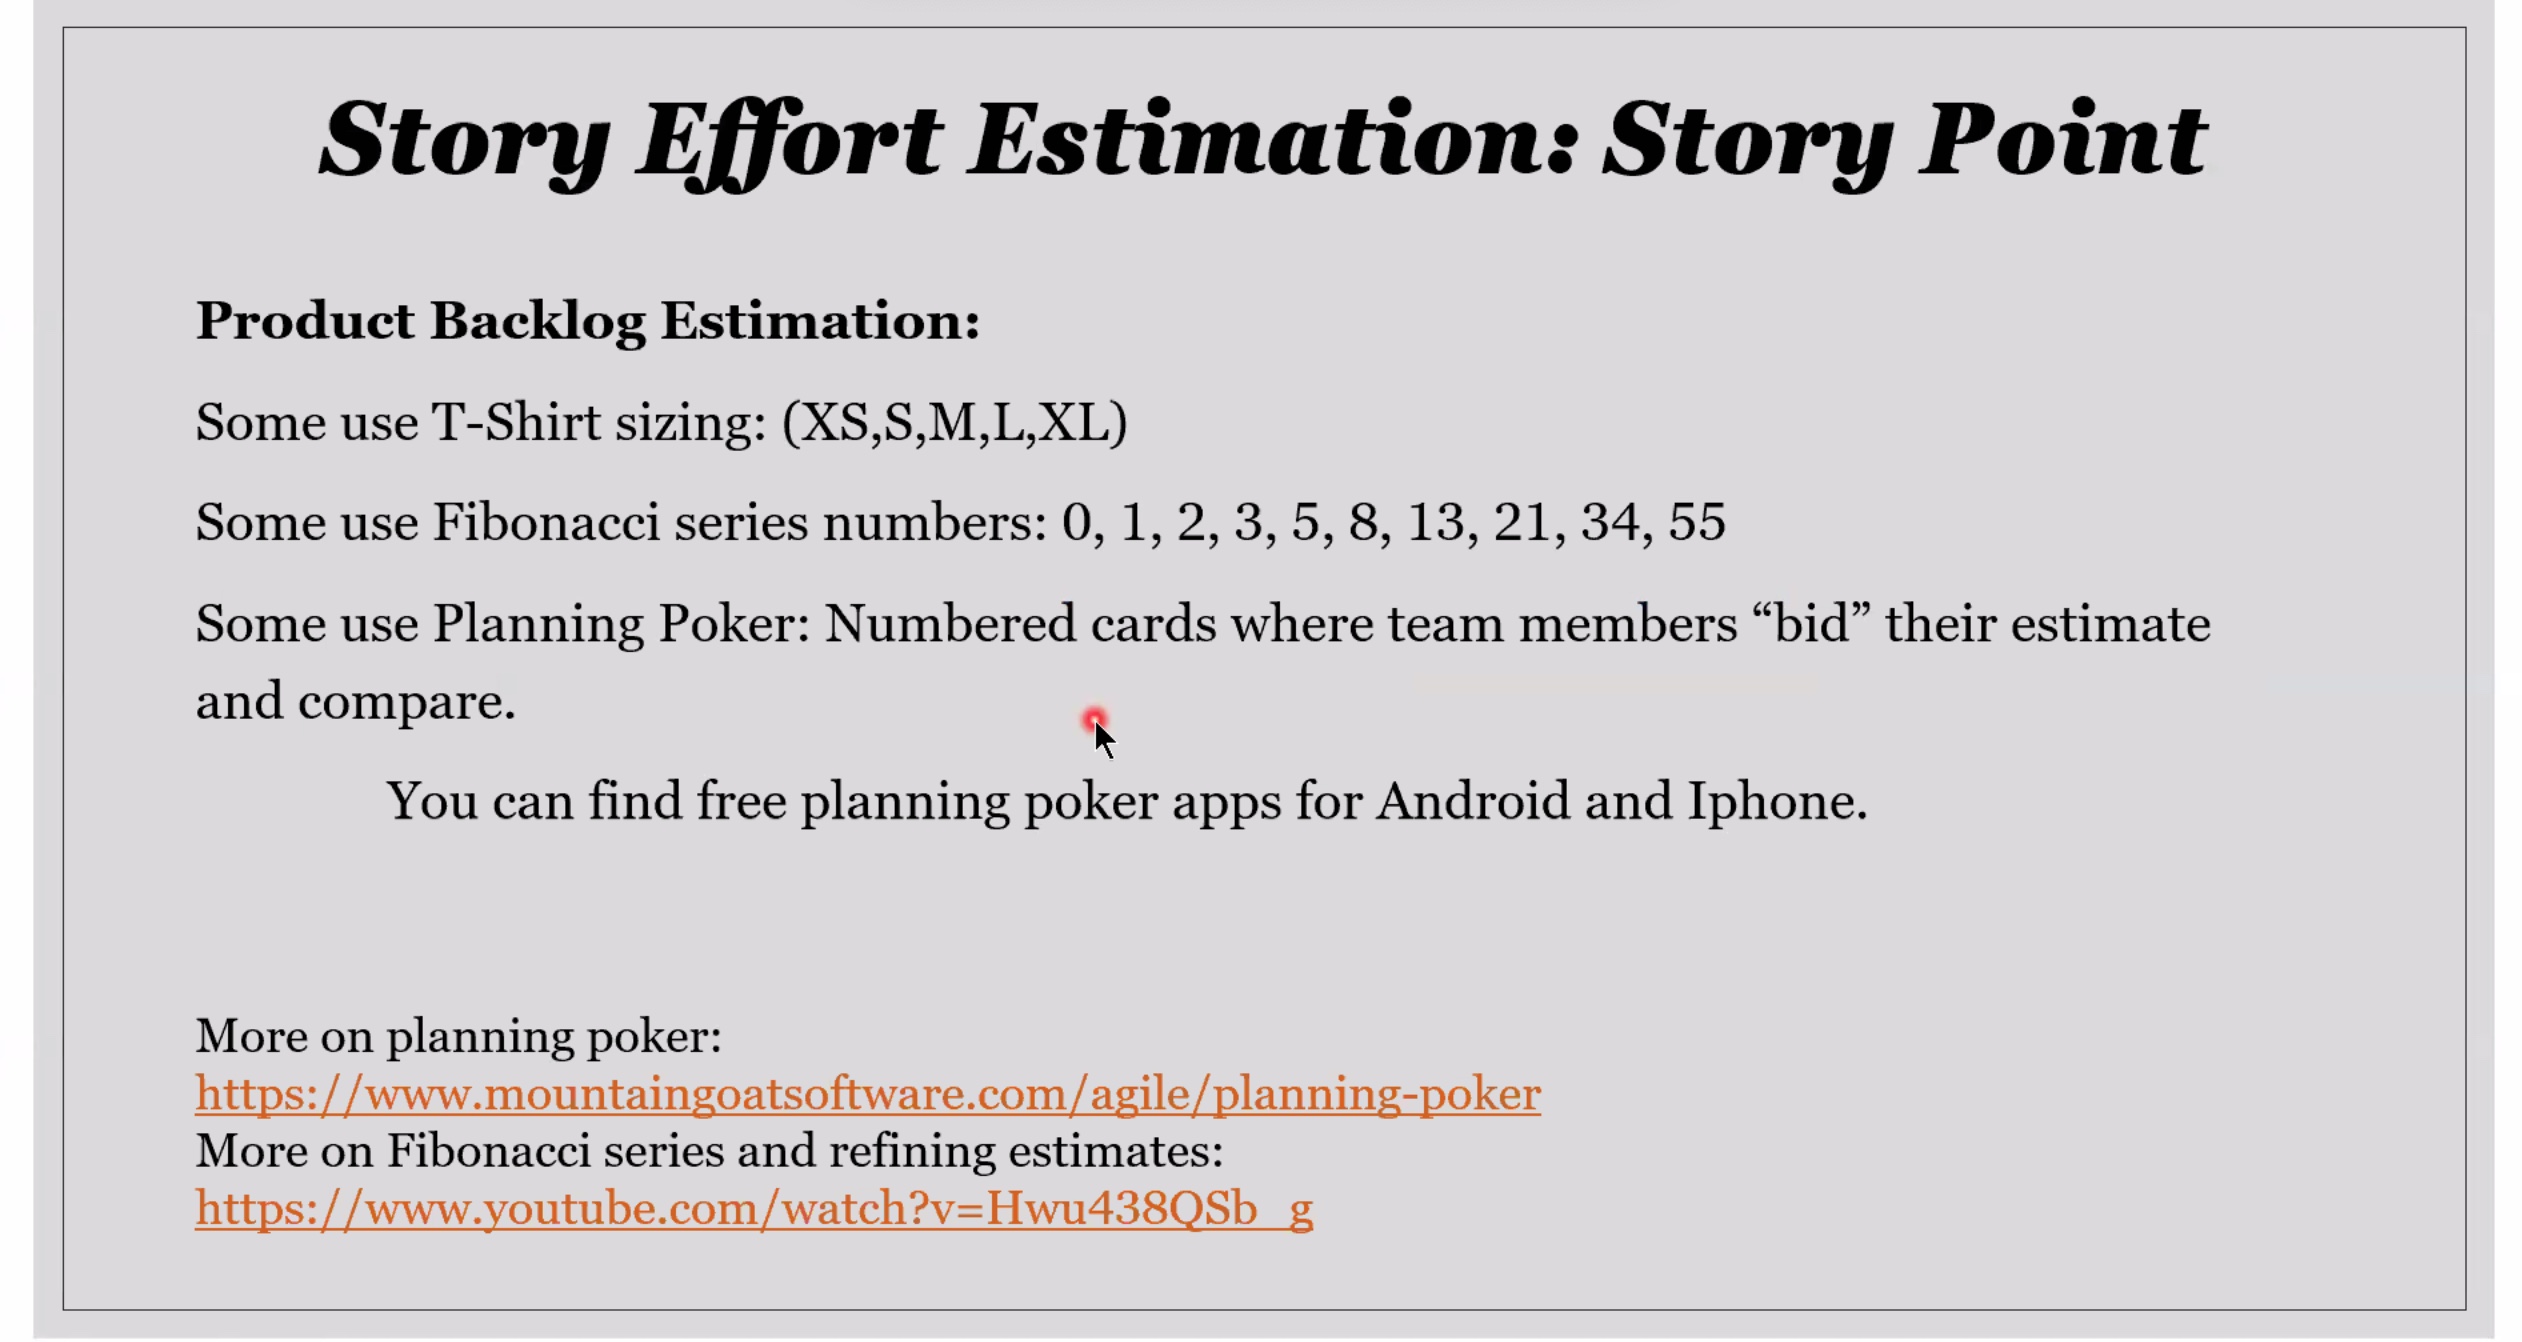 Story Effort Estimation: Story Point
Product Backlog Estimation:
Some use T-Shirt sizing: (XS,S,M,L,XL)
Some use Fibonacci series numbers: 0, 1, 2, 3, 5, 8, 13, 21, 34, 55
Some use Planning Poker: Numbered cards where team members “bid” their estimate
and compare.
You can find free planning poker apps for Android and Iphone.
More on planning poker:
https://www.mountaingoatsoftware.com/agile/planning-poker
More on Fibonacci series and refining estimates:
https://www.youtube.com/watch?v=Hwu438QSb_g